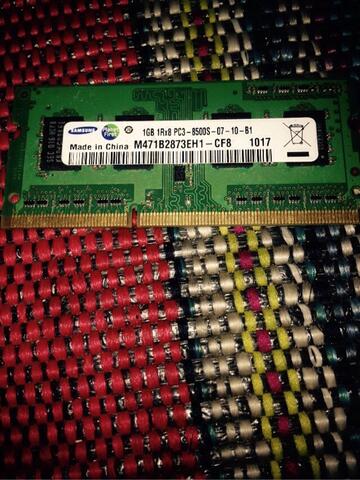 SAMSUNG
1GB 1Rx8 PC3-8500S-07-10-B1
Made in China M471B2873EH1-CF8 1017